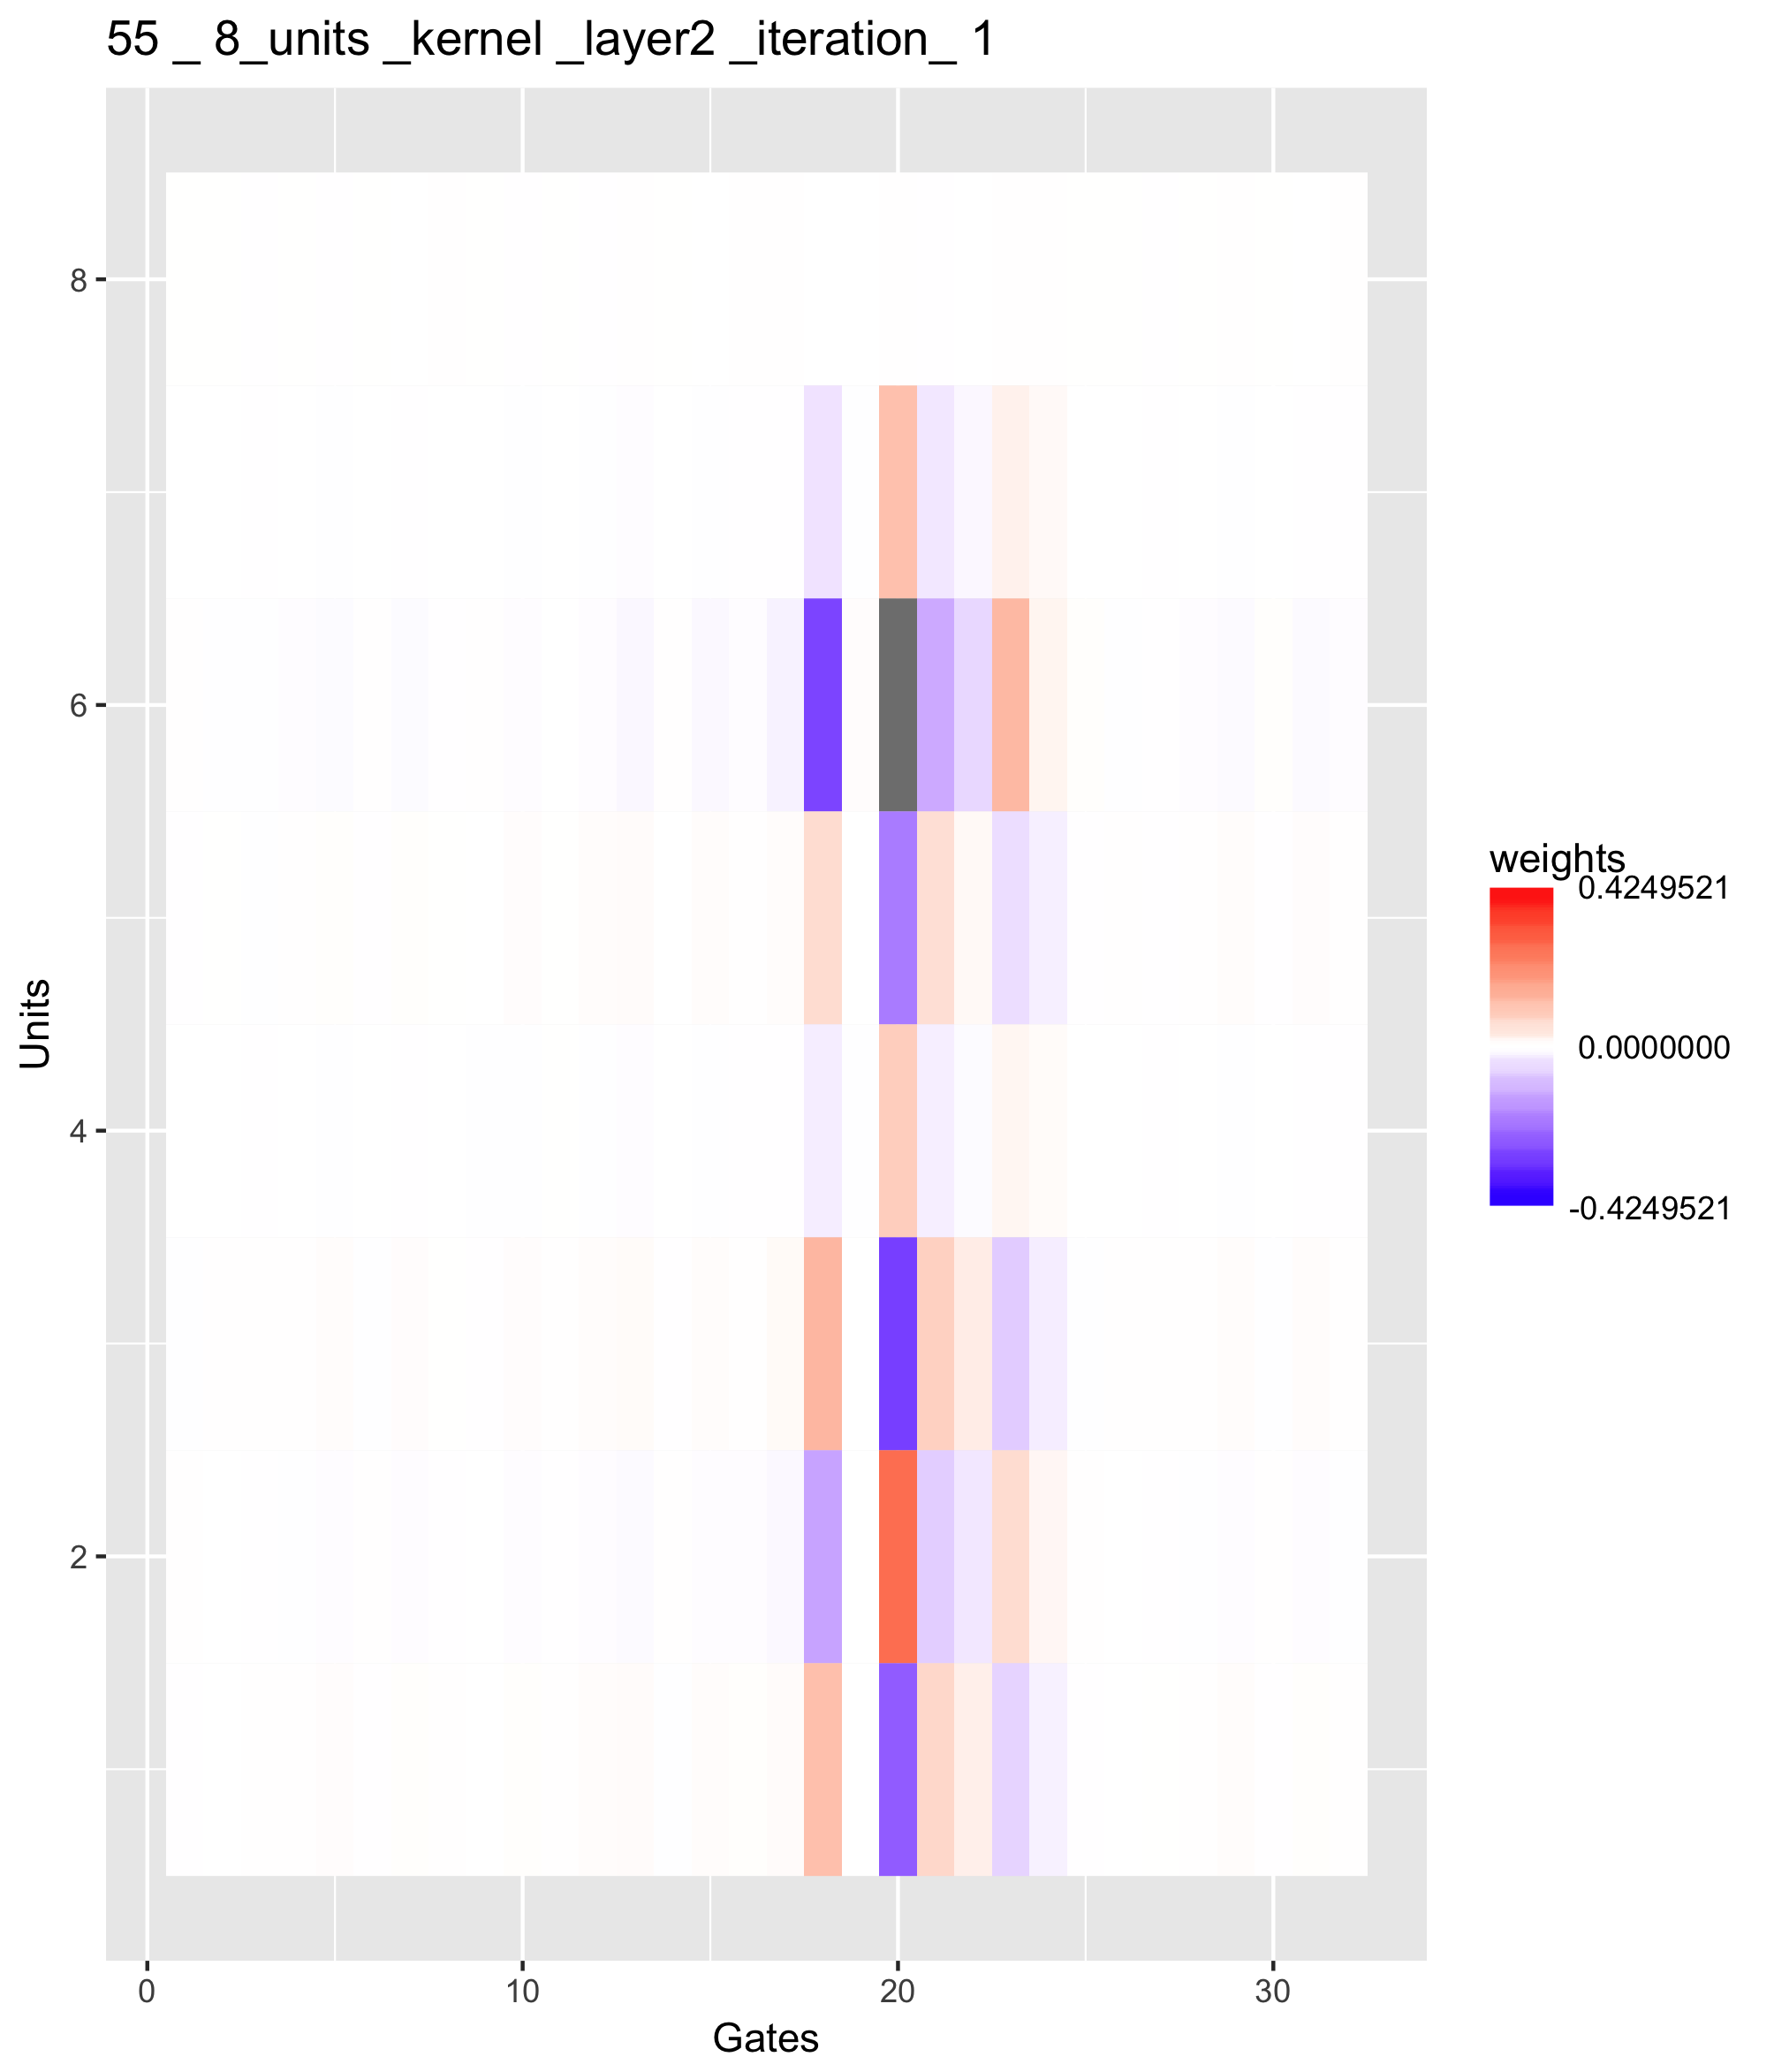 55 _ 8_units _kernel _layer2 _iteration_ 1
8
6
4
2
Units
0 10 20 30
Gates
weights
0.4249521
0.0000000
-0.4249521